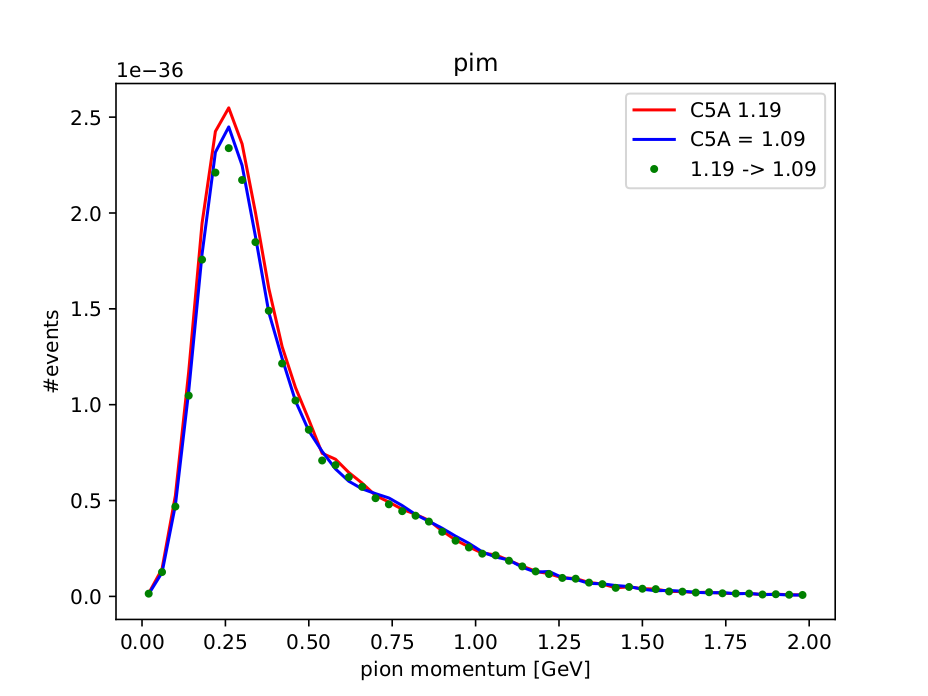 pim
1e−36
C5A 1.19
C5A = 1.09
1.19 -> 1.09
#events
2.5
2.0
1.5
1.0
0.5
0.0
0.00 0.25 0.50 0.75 1.00 1.25 1.50 1.75 2.00
pion momentum [GeV]